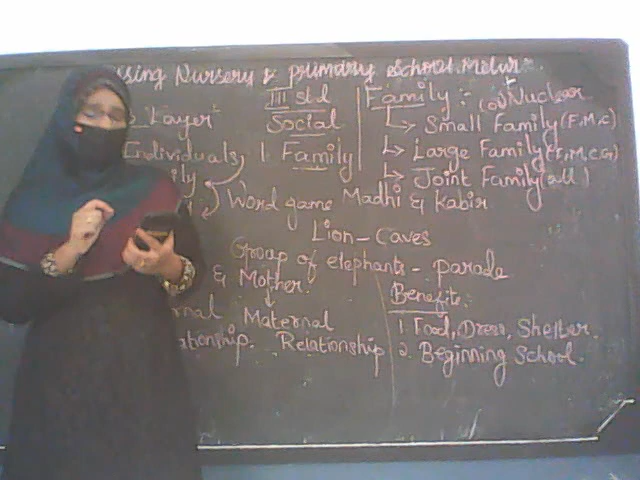 Nursery & primary school. Melur.
III std
Social
1. Family
Layer
Individuals
Word game Madhi & Kabir
Lion - Caves
Group of elephants - parade
& Mother.
Maternal
Relationship
Family :- (or) Nuclear
↳ Small Family (F, M, C)
↳ Large Family (F, M, C, G)
↳ Joint Family (all)
Benefits :
1. Food, Dress, Shelter.
2. Beginning School.